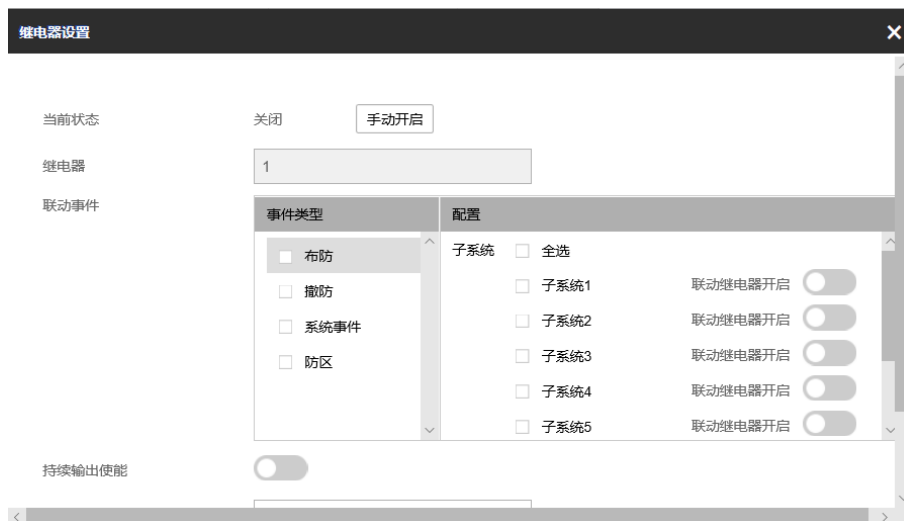 继电器设置
当前状态 关闭 手动开启
继电器 1
联动事件 事件类型 配置
布防 子系统 全选
撤防 子系统1 联动继电器开启
系统事件 子系统2 联动继电器开启
防区 子系统3 联动继电器开启
子系统4 联动继电器开启
子系统5 联动继电器开启
持续输出使能